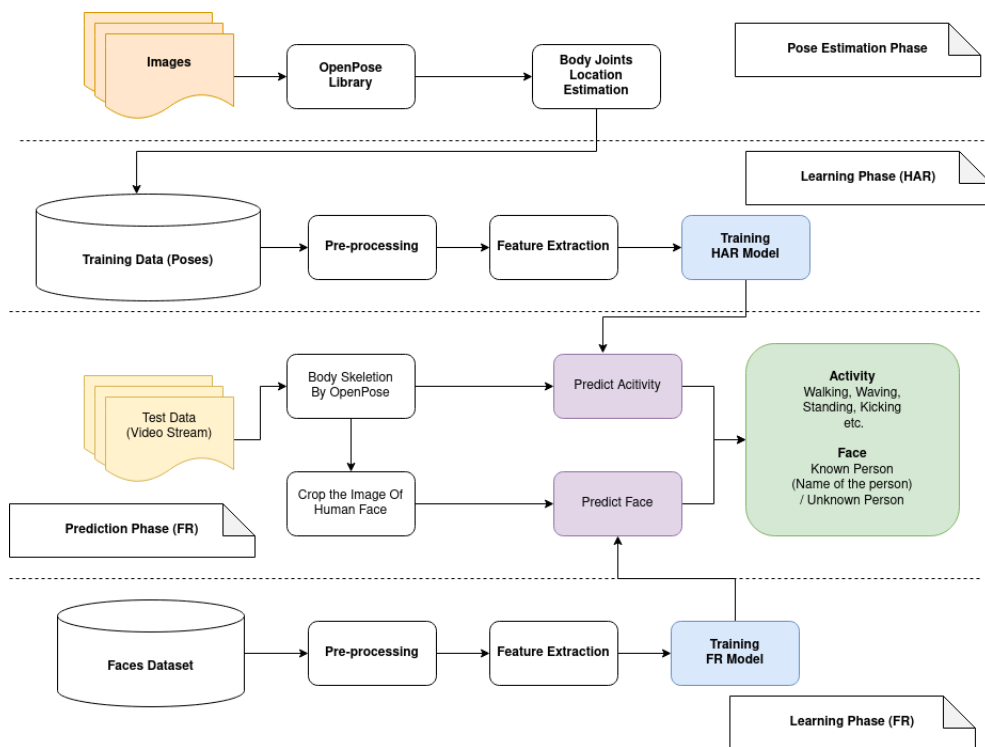 Images
OpenPose
Library
Body Joints
Location
Estimation
Pose Estimation Phase
Learning Phase (HAR)
Training Data (Poses)
Pre-processing
Feature Extraction
Training
HAR Model
Test Data
(Video Stream)
Body Skeletion
By OpenPose
Predict Acitivity
Crop the Image Of
Human Face
Predict Face
Activity
Walking, Waving,
Standing, Kicking
etc.
Face
Known Person
(Name of the person)
/ Unknown Person
Prediction Phase (FR)
Faces Dataset
Pre-processing
Feature Extraction
Training
FR Model
Learning Phase (FR)